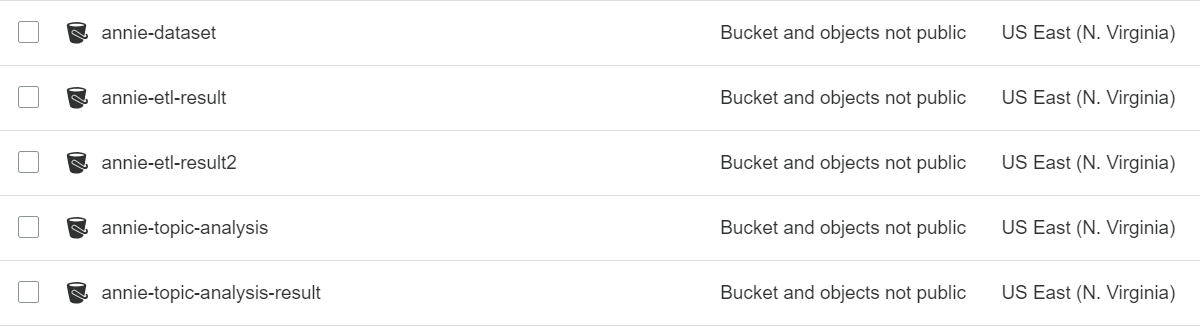 annie-dataset Bucket and objects not public US East (N. Virginia)
annie-etl-result Bucket and objects not public US East (N. Virginia)
annie-etl-result2 Bucket and objects not public US East (N. Virginia)
annie-topic-analysis Bucket and objects not public US East (N. Virginia)
annie-topic-analysis-result Bucket and objects not public US East (N. Virginia)